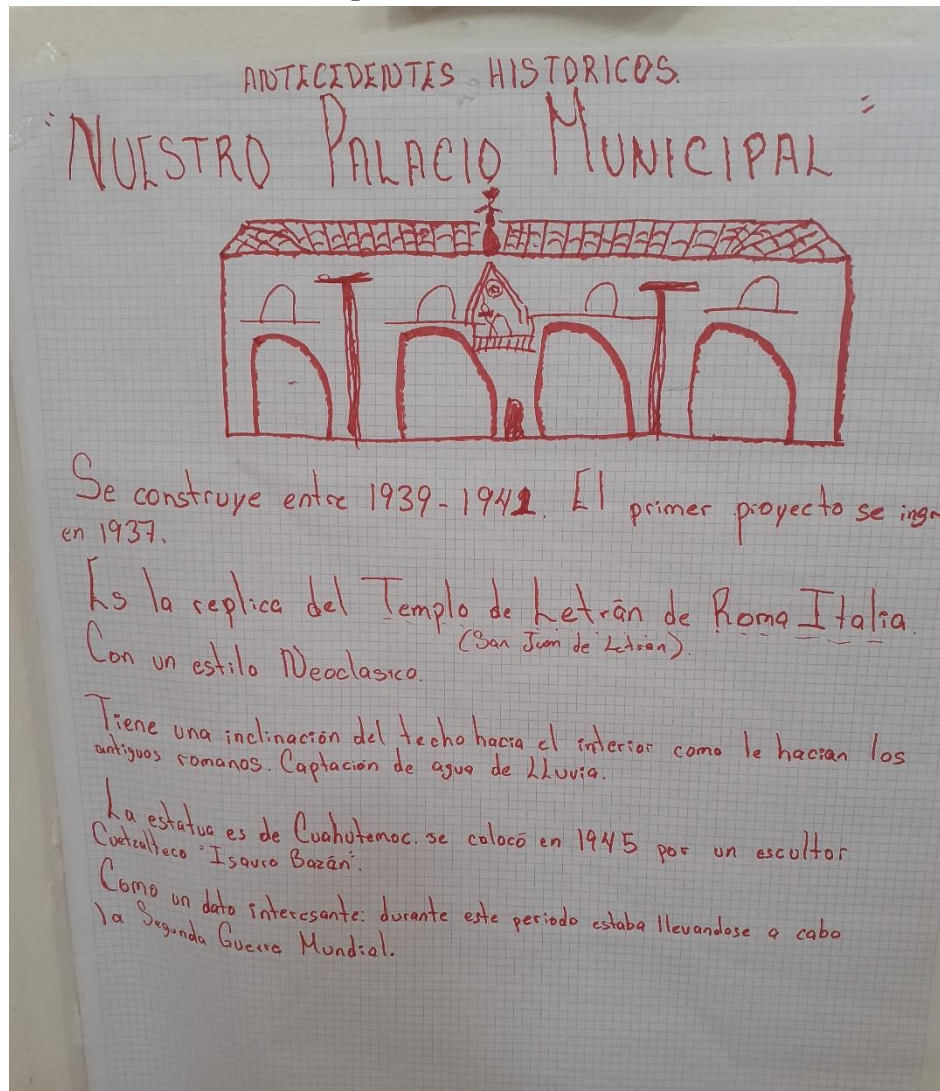 ANTECEDENTES HISTORICOS.
"NUESTRO PALACIO MUNICIPAL"
Se construye entre 1939-1941. El primer proyecto se
en 1937.
Es la replica del Templo de Letrán de Roma Italia.
(San Juan de Letran).
Con un estilo Neoclasico.
Tiene una inclinación del techo hacia el interior como le hacian los
antiguos romanos. Captación de agua de LLuvia.
La estatua es de Cuahutemoc. se colocó en 1945 por un escultor
Cuetzalteco "Isauro Bazán".
Como un dato interesante: durante este periodo estaba llevandose a cabo
la Segunda Guerra Mundial.